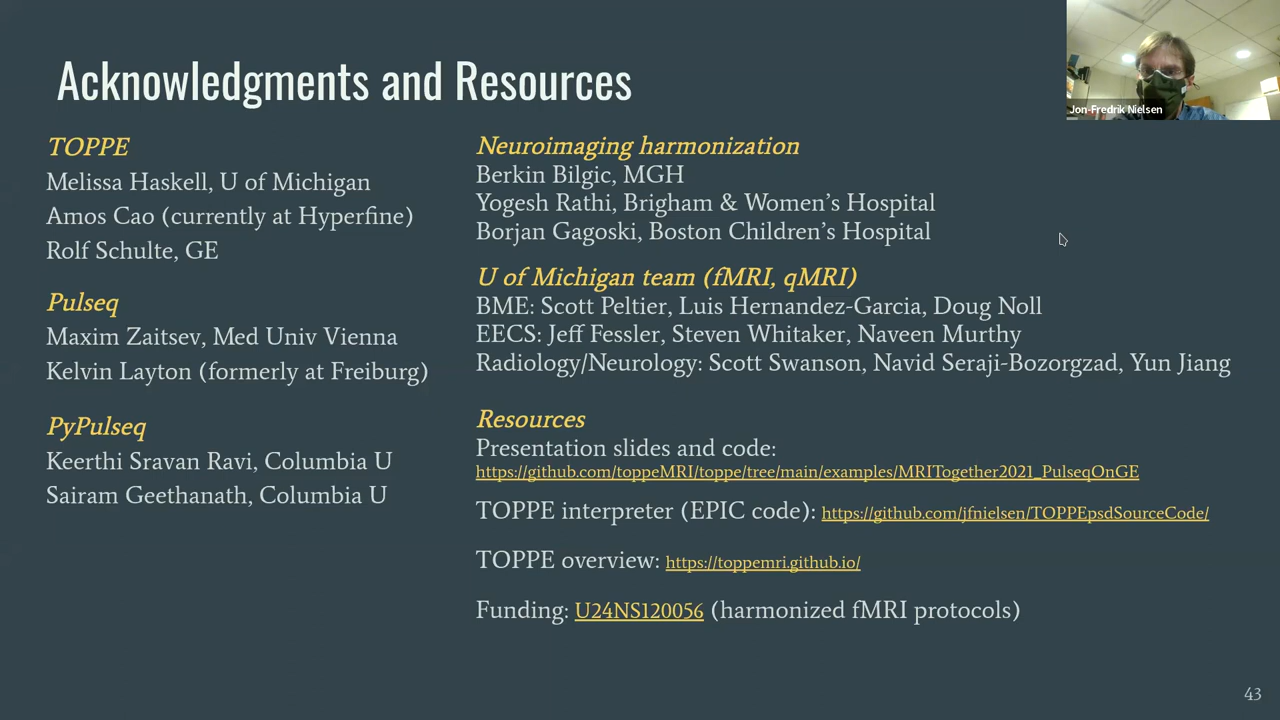 Acknowledgments and Resources
Jon-Fredrik Nielsen
TOPPE
Melissa Haskell, U of Michigan
Amos Cao (currently at Hyperfine)
Rolf Schulte, GE
Pulseq
Maxim Zaitsev, Med Univ Vienna
Kelvin Layton (formerly at Freiburg)
PyPulseq
Keerthi Sravan Ravi, Columbia U
Sairam Geethanath, Columbia U
Neuroimaging harmonization
Berkin Bilgic, MGH
Yogesh Rathi, Brigham & Women’s Hospital
Borjan Gagoski, Boston Children’s Hospital
U of Michigan team (fMRI, qMRI)
BME: Scott Peltier, Luis Hernandez-Garcia, Doug Noll
EECS: Jeff Fessler, Steven Whitaker, Naveen Murthy
Radiology/Neurology: Scott Swanson, Navid Seraji-Bozorgzad, Yun Jiang
Resources
Presentation slides and code:
https://github.com/toppeMRI/toppe/tree/main/examples/MRITogether2021_PulseqOnGE
TOPPE interpreter (EPIC code): https://github.com/jfnielsen/TOPPEpsdSourceCode/
TOPPE overview: https://toppemri.github.io/
Funding: U24NS120056 (harmonized fMRI protocols)
43